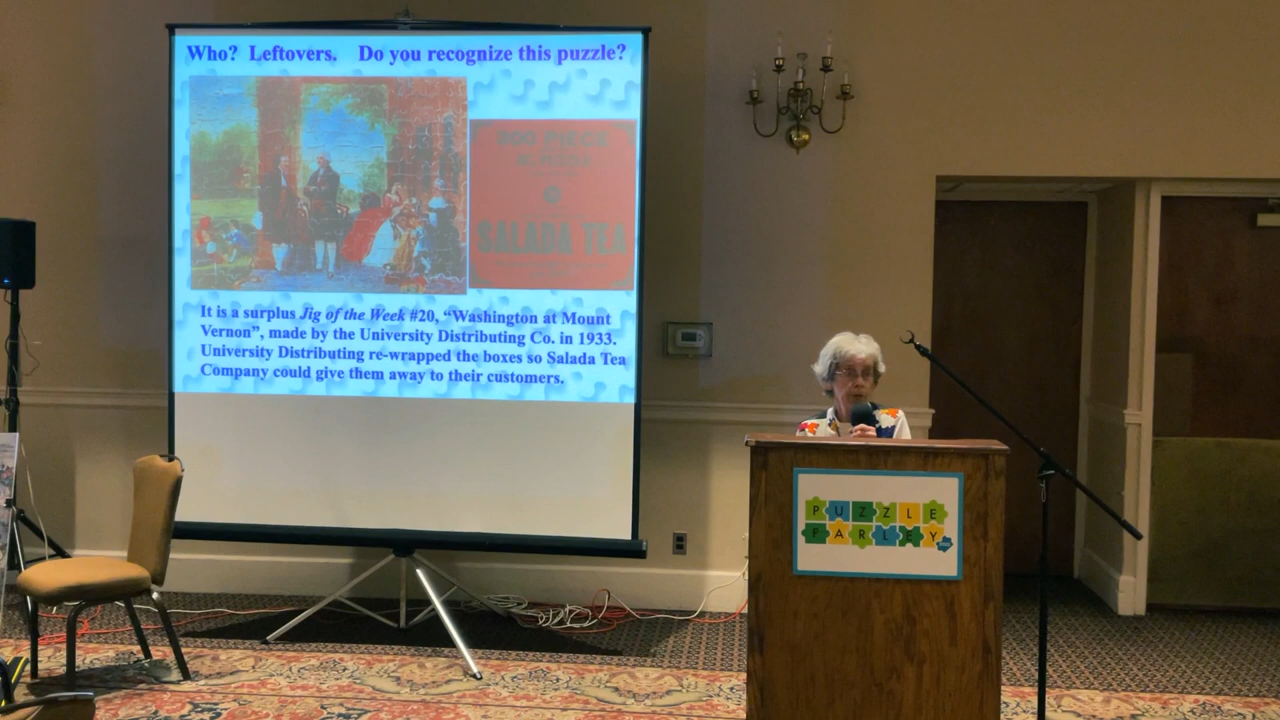 Who? Leftovers. Do you recognize this puzzle?
300 PIECE
SALADA TEA
It is a surplus Jig of the Week #20, “Washington at Mount
Vernon”, made by the University Distributing Co. in 1933.
University Distributing re-wrapped the boxes so Salada Tea
Company could give them away to their customers.
PUZZLE
PARLEY